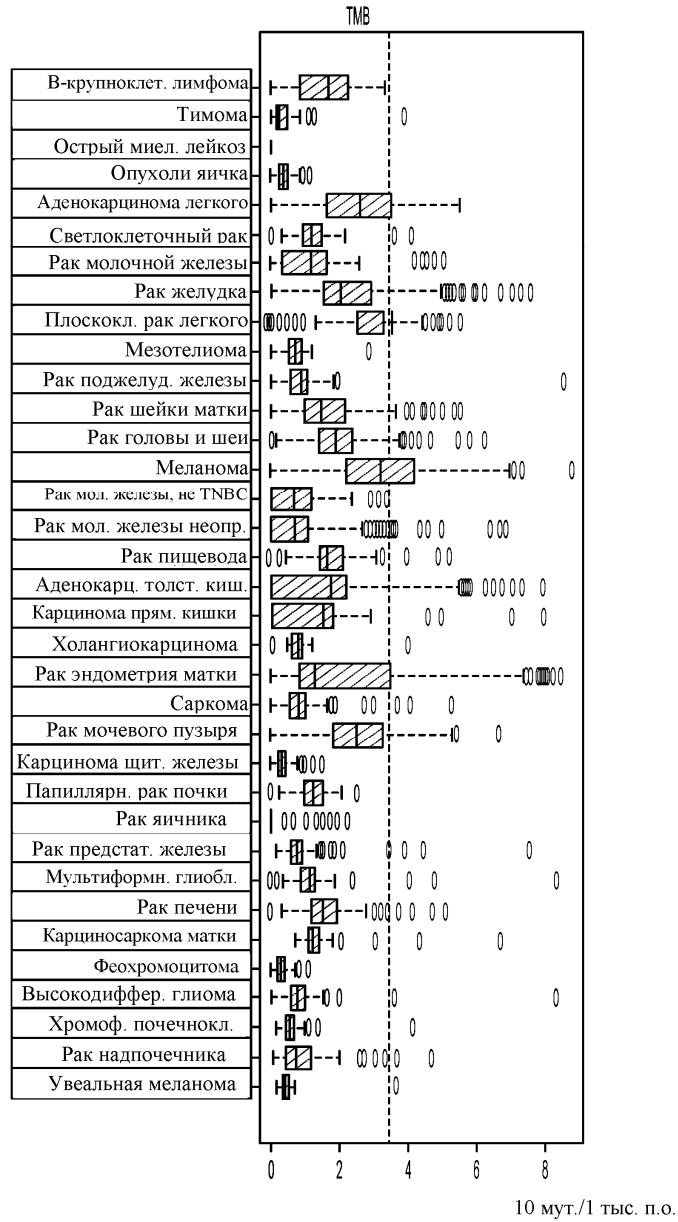 TMB
В-крупноклет. лимфома
Тимома
Острый миел. лейкоз
Опухоли яичка
Аденокарцинома легкого
Светлоклеточный рак
Рак молочной железы
Рак желудка
Плоскокл. рак легкого
Мезотелиома
Рак поджелуд. железы
Рак шейки матки
Рак головы и шеи
Меланома
Рак мол. железы, не TNBC
Рак мол. железы неопр.
Рак пищевода
Аденокарц. толст. киш.
Карцинома прям. кишки
Холангиокарцинома
Рак эндометрия матки
Саркома
Рак мочевого пузыря
Карцинома щит. железы
Папиллярн. рак почки
Рак яичника
Рак предстат. железы
Мультиформн. глиобл.
Рак печени
Карциносаркома матки
Феохромоцитома
Высокодиффер. глиома
Хромоф. почечнокл.
Рак надпочечника
Увеальная меланома
0 2 4 6 8
10 мут./1 тыс. п.о.